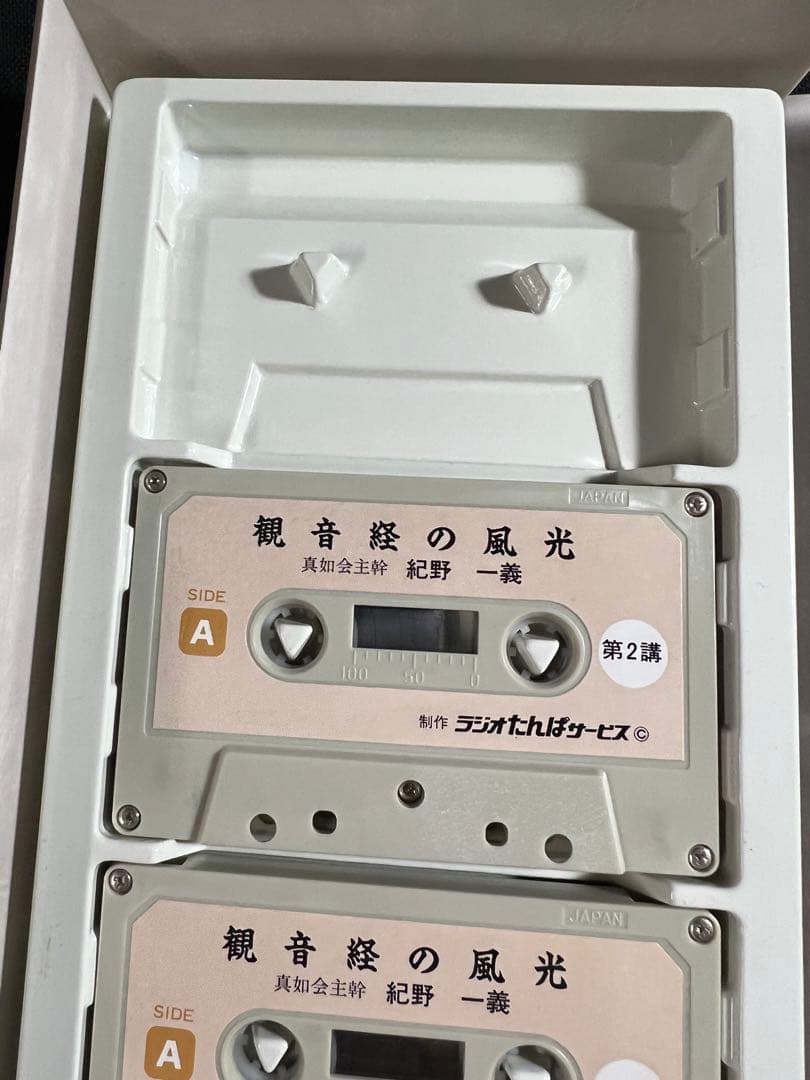 JAPAN
観音経の風光
真如会主幹 紀野 一義
SIDE
A
第2講
100 50 0
制作 ラジオたんぱサービス©
JAPAN
観音経の風光
真如会主幹 紀野 一義
SIDE
A